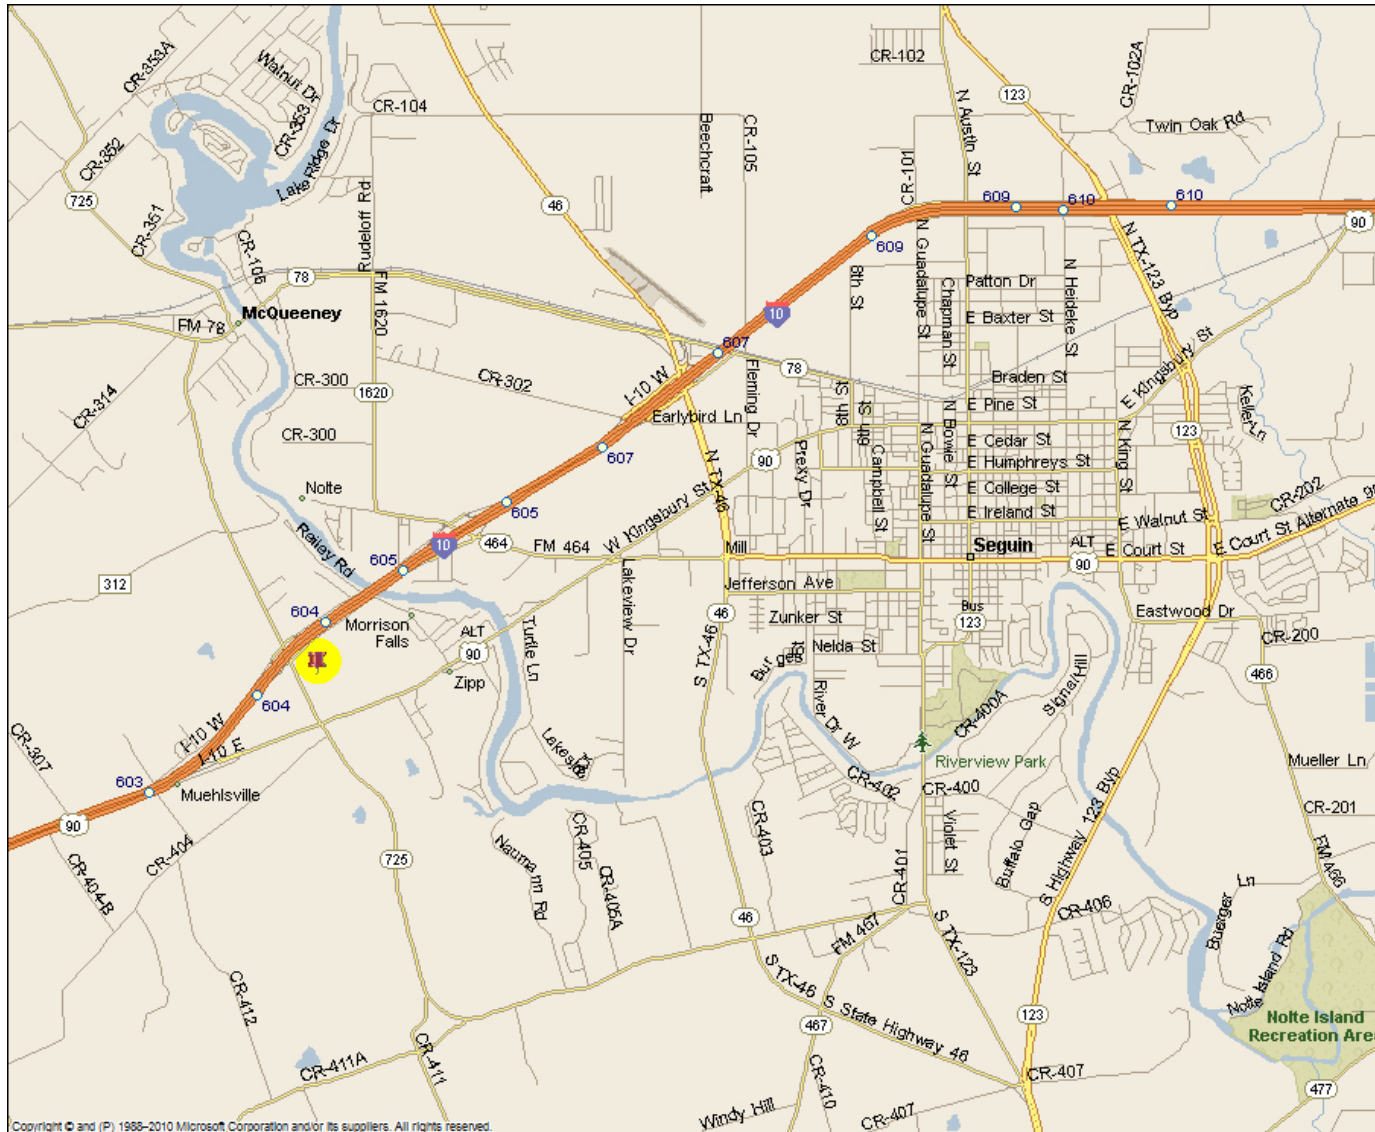 CR-102
CR-353A
Walnut Dr
CR-353
CR-104
123
CR-102A
N Austin St
Twin Oak Rd
Beechcraft
CR-105
CR-352
Lake Ridge Dr
CR-101
725
Rudeloff Rd
46
609
610
610
90
CR-351
CR-106
609
N Guadalupe St
N TX-123 Byp
78
FM 1620
8th St
Chapman St
Patton Dr
N Heideke St
McQueeney
10
E Baxter St
FM 78
607
E Kingsbury St
CR-302
I-10 W
78
Braden St
CR-300
1620
Fleming Dr
8th St
8th St
E Pine St
Keller Ln
CR-314
Earlybird Ln
N Bowie St
N Guadalupe St
N King St
123
CR-300
607
N TX-46
90
Prexy Dr
Campbell St
E Cedar St
E Humphreys St
Nolte
W Kingsbury St
E College St
CR-202
605
E Ireland St
E Walnut St
Railey Rd
10
464
FM 464
Mill
Seguin
ALT
90
E Court St
E Court St Alternate 90
605
312
Lakeview Dr
Jefferson Ave
604
Morrison Falls
46
Zunker St
Bus
123
Eastwood Dr
ALT
90
Turtle Ln
S TX-46
Nelda St
CR-200
Zipp
Burges St
Signal Hill
466
604
River Dr W
CR-400A
CR-307
I-10 W
I-10 E
Lakeside Dr
Riverview Park
Mueller Ln
603
Muehlsville
CR-402
CR-400
CR-201
90
CR-404
CR-403
Violet St
Buffalo Gap
S Highway 123 Byp
Naumann Rd
CR-405
725
CR-401
FM 466
CR-404-B
CR-405A
46
CR-406
Buerger Ln
FM 467
S TX-123
Nolte Island Rd
CR-412
S TX-46
S State Highway 46
123
Nolte Island
Recreation Area
467
CR-411A
CR-411
CR-407
477
CR-410
Windy Hill
CR-407
Copyright © and (P) 1988–2010 Microsoft Corporation and/or its suppliers. All rights reserved.